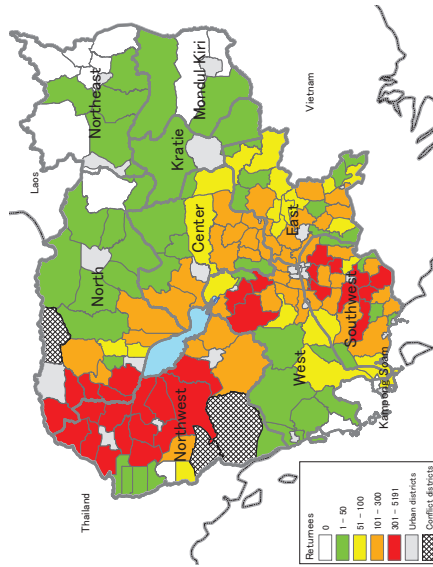 Laos
Thailand
Vietnam
Northeast
Mondul Kiri
Kratie
North
Center
East
Northwest
West
Southwest
Kampong Soam
Returnees
0
1 – 50
51 – 100
101 – 300
301 – 5191
Urban districts
Conflict districts